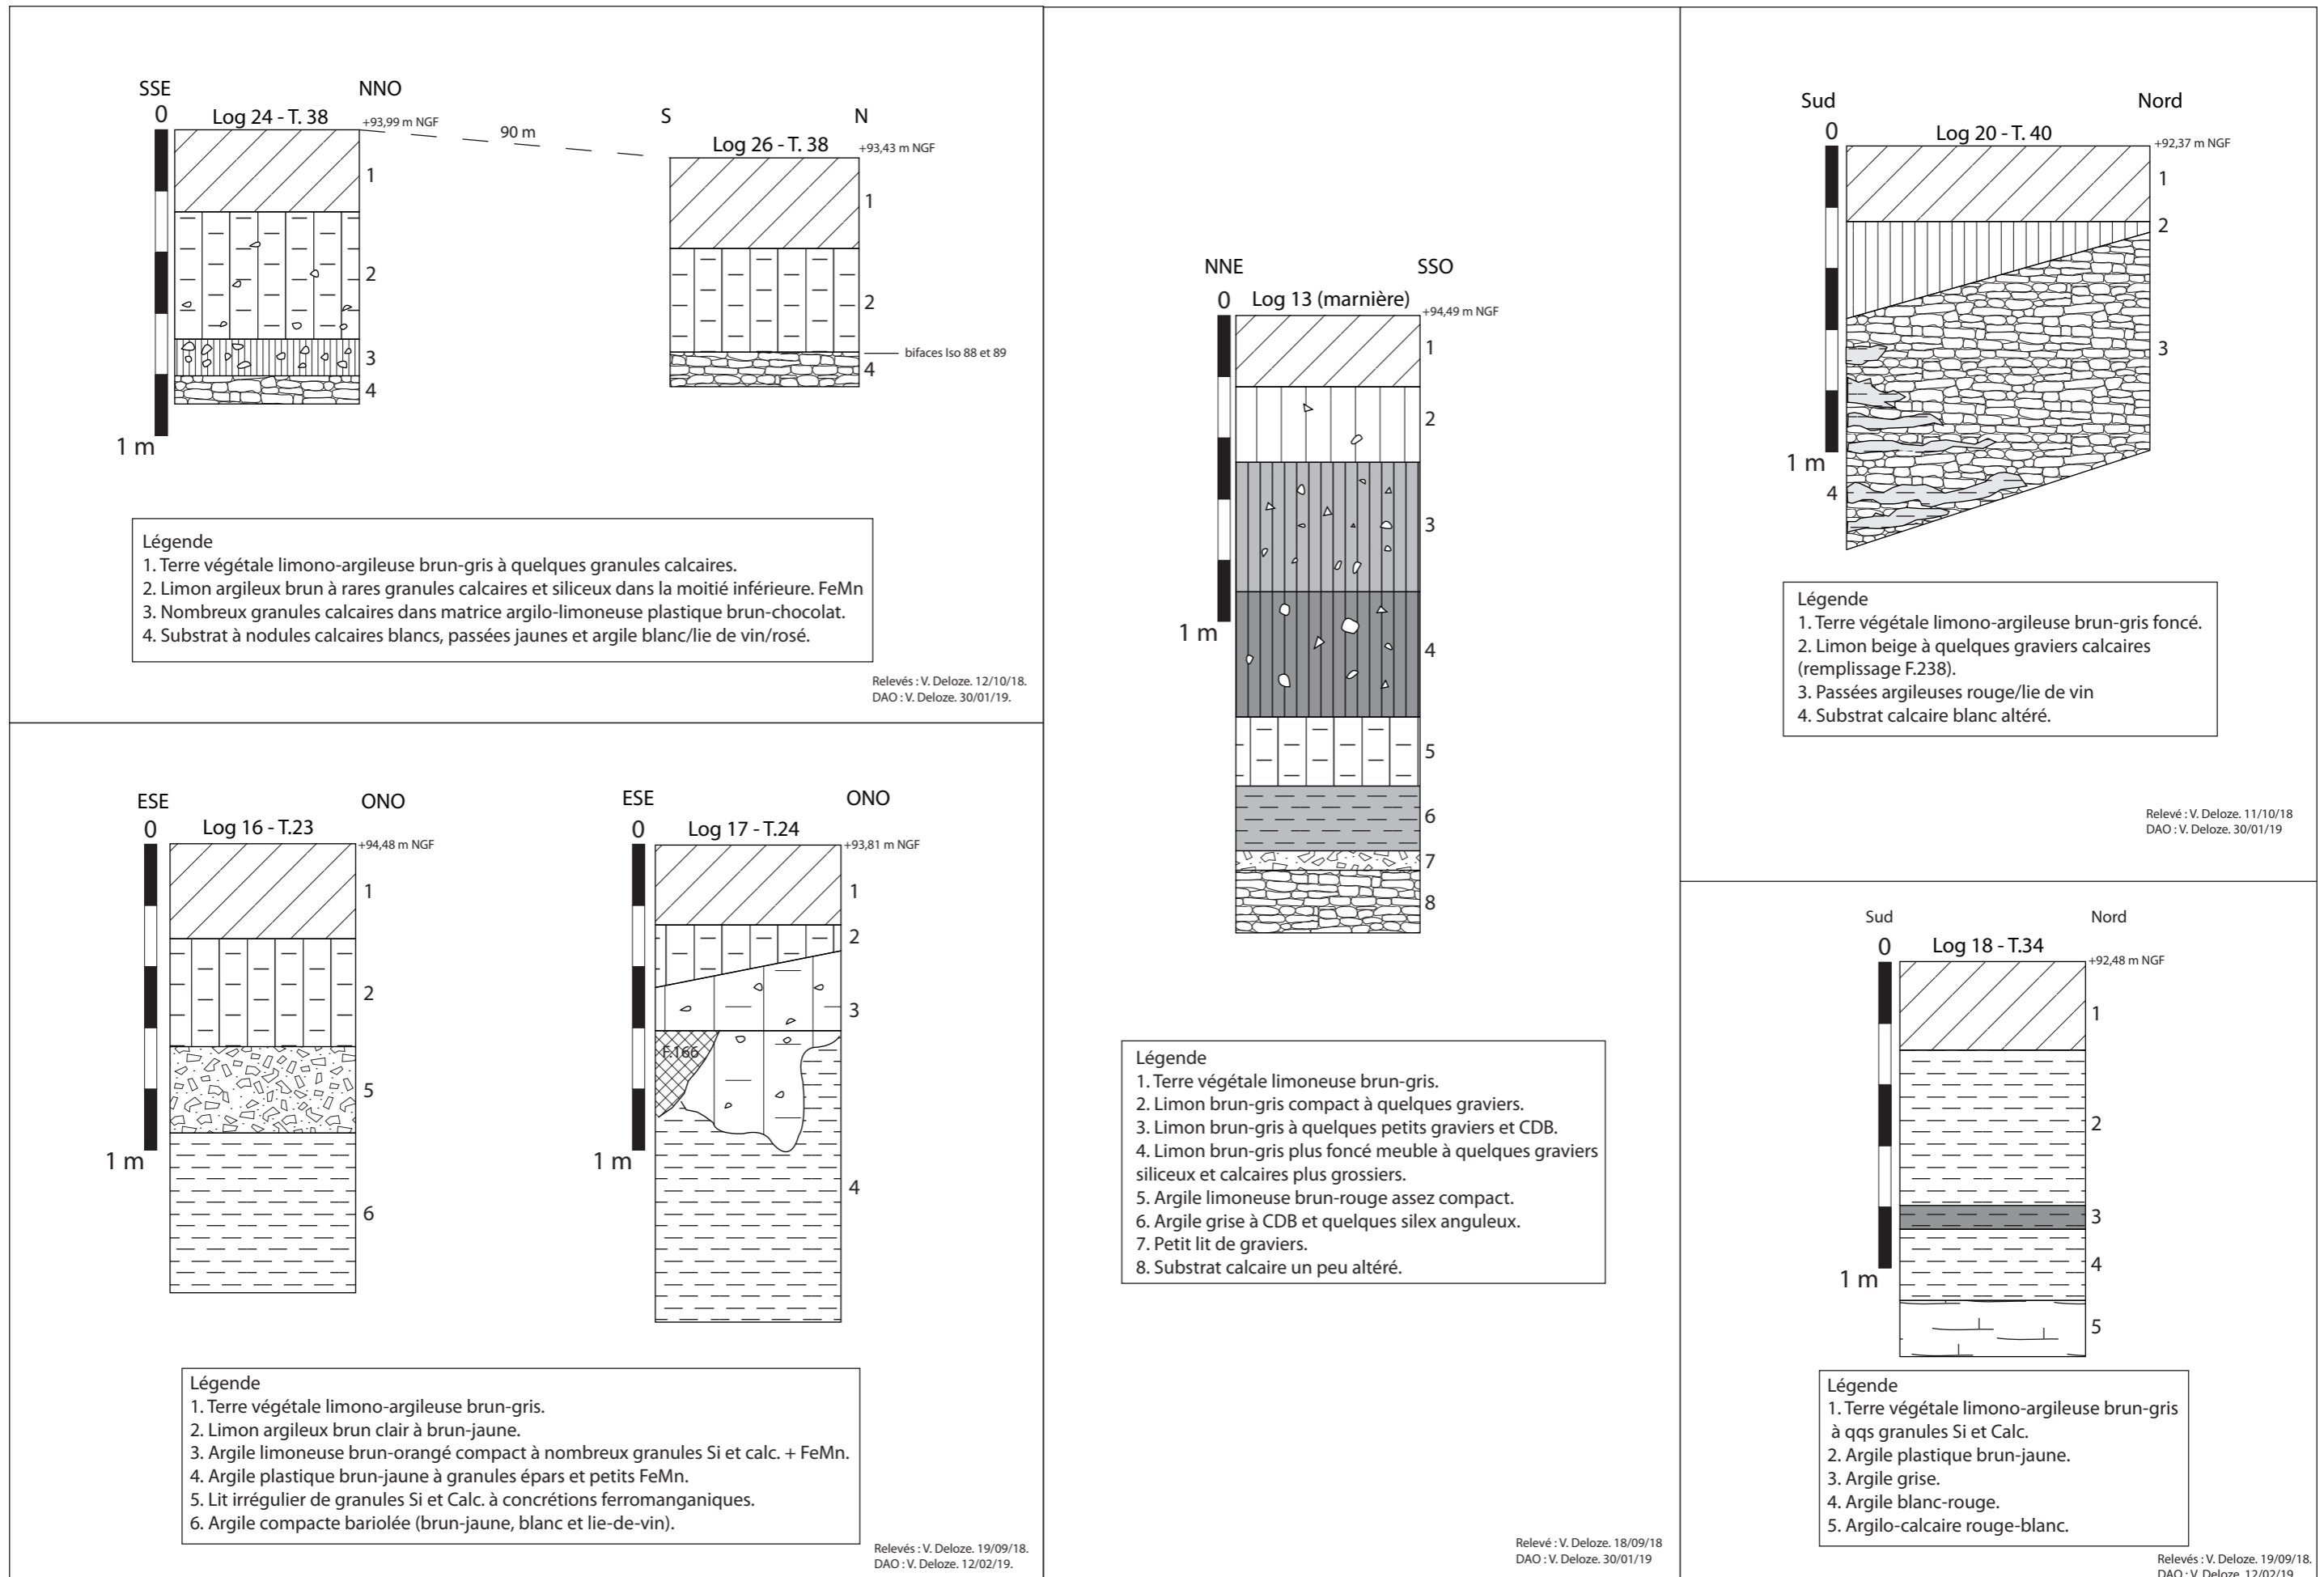 SSE
NNO
0
Log 24 - T. 38
+93,99 m NGF
90 m
1
2
3
4
1 m
S
N
Log 26 - T. 38
+93,43 m NGF
1
2
bifaces Iso 88 et 89
4
Légende
1. Terre végétale limono-argileuse brun-gris à quelques granules calcaires.
2. Limon argileux brun à rares granules calcaires et siliceux dans la moitié inférieure. FeMn
3. Nombreux granules calcaires dans matrice argilo-limoneuse plastique brun-chocolat.
4. Substrat à nodules calcaires blancs, passées jaunes et argile blanc/lie de vin/rosé.
Relevés : V. Deloze. 12/10/18.
DAO : V. Deloze. 30/01/19.
ESE
ONO
0
Log 16 - T.23
+94,48 m NGF
1
2
5
1 m
6
ESE
ONO
0
Log 17 - T.24
+93,81 m NGF
1
2
3
F.166
1 m
4
Légende
1. Terre végétale limono-argileuse brun-gris.
2. Limon argileux brun clair à brun-jaune.
3. Argile limoneuse brun-orangé compact à nombreux granules Si et calc. + FeMn.
4. Argile plastique brun-jaune à granules épars et petits FeMn.
5. Lit irrégulier de granules Si et Calc. à concrétions ferromanganiques.
6. Argile compacte bariolée (brun-jaune, blanc et lie-de-vin).
Relevés : V. Deloze. 19/09/18.
DAO : V. Deloze. 12/02/19.
NNE
SSO
0
Log 13 (marnière)
+94,49 m NGF
1
2
3
1 m
4
5
6
7
8
Légende
1. Terre végétale limoneuse brun-gris.
2. Limon brun-gris compact à quelques graviers.
3. Limon brun-gris à quelques petits graviers et CDB.
4. Limon brun-gris plus foncé meuble à quelques graviers
siliceux et calcaires plus grossiers.
5. Argile limoneuse brun-rouge assez compact.
6. Argile grise à CDB et quelques silex anguleux.
7. Petit lit de graviers.
8. Substrat calcaire un peu altéré.
Relevé : V. Deloze. 18/09/18
DAO : V. Deloze. 30/01/19
Sud
Nord
0
Log 20 - T. 40
+92,37 m NGF
1
2
3
1 m
4
Légende
1. Terre végétale limono-argileuse brun-gris foncé.
2. Limon beige à quelques graviers calcaires
(remplissage F.238).
3. Passées argileuses rouge/lie de vin
4. Substrat calcaire blanc altéré.
Relevé : V. Deloze. 11/10/18
DAO : V. Deloze. 30/01/19
Sud
Nord
0
Log 18 - T.34
+92,48 m NGF
1
2
3
4
1 m
5
Légende
1. Terre végétale limono-argileuse brun-gris
à qqs granules Si et Calc.
2. Argile plastique brun-jaune.
3. Argile grise.
4. Argile blanc-rouge.
5. Argilo-calcaire rouge-blanc.
Relevés : V. Deloze. 19/09/18.
DAO : V. Deloze. 12/02/19